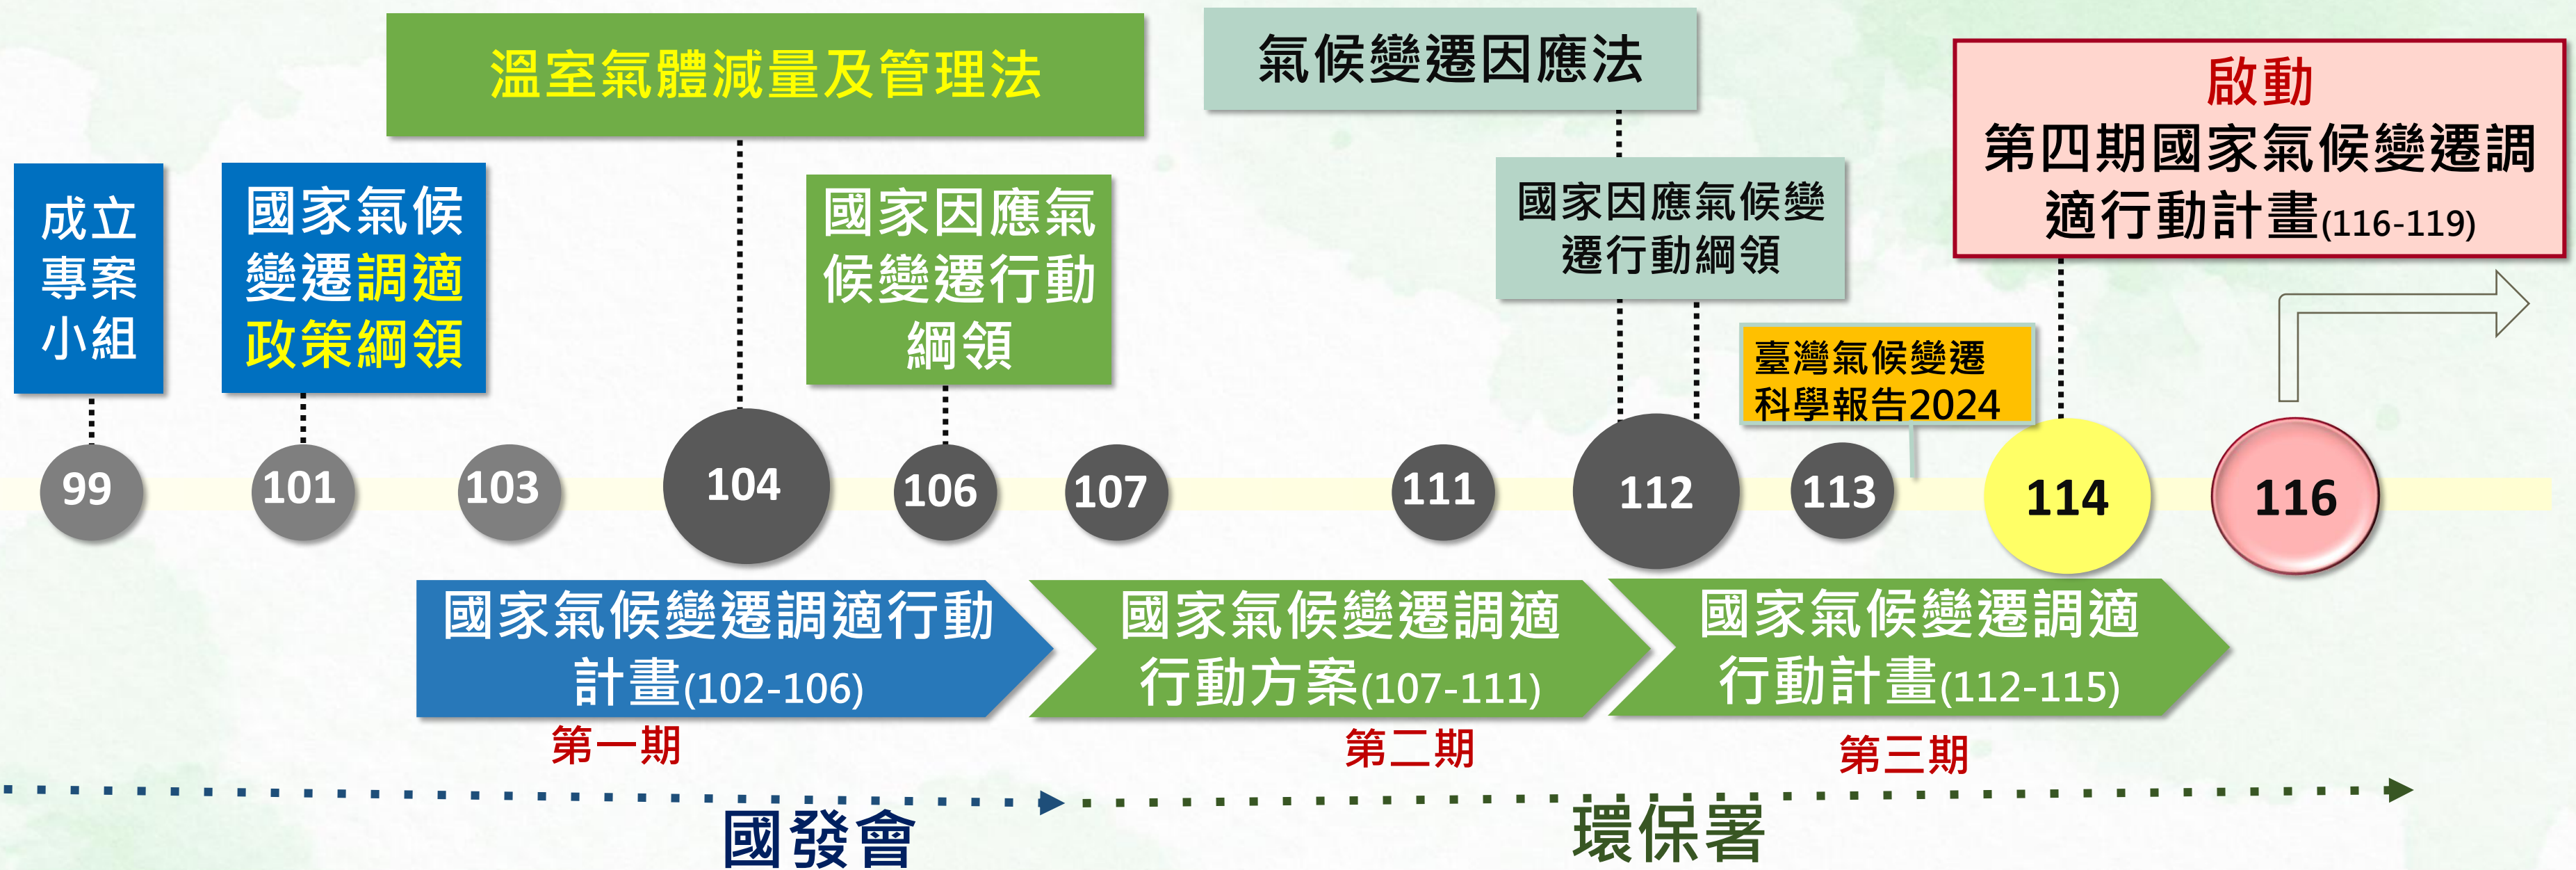 溫室氣體減量及管理法
氣候變遷因應法
啟動
第四期國家氣候變遷調
適行動計畫(116-119)
成立
專案
小組
國家氣候
變遷調適
政策綱領
國家因應氣
候變遷行動
綱領
國家因應氣候變
遷行動綱領
臺灣氣候變遷
科學報告2024
99
101
103
104
106
107
111
112
113
114
116
國家氣候變遷調適行動
計畫(102-106)
國家氣候變遷調適
行動方案(107-111)
國家氣候變遷調適
行動計畫(112-115)
第一期
第二期
第三期
國發會
環保署